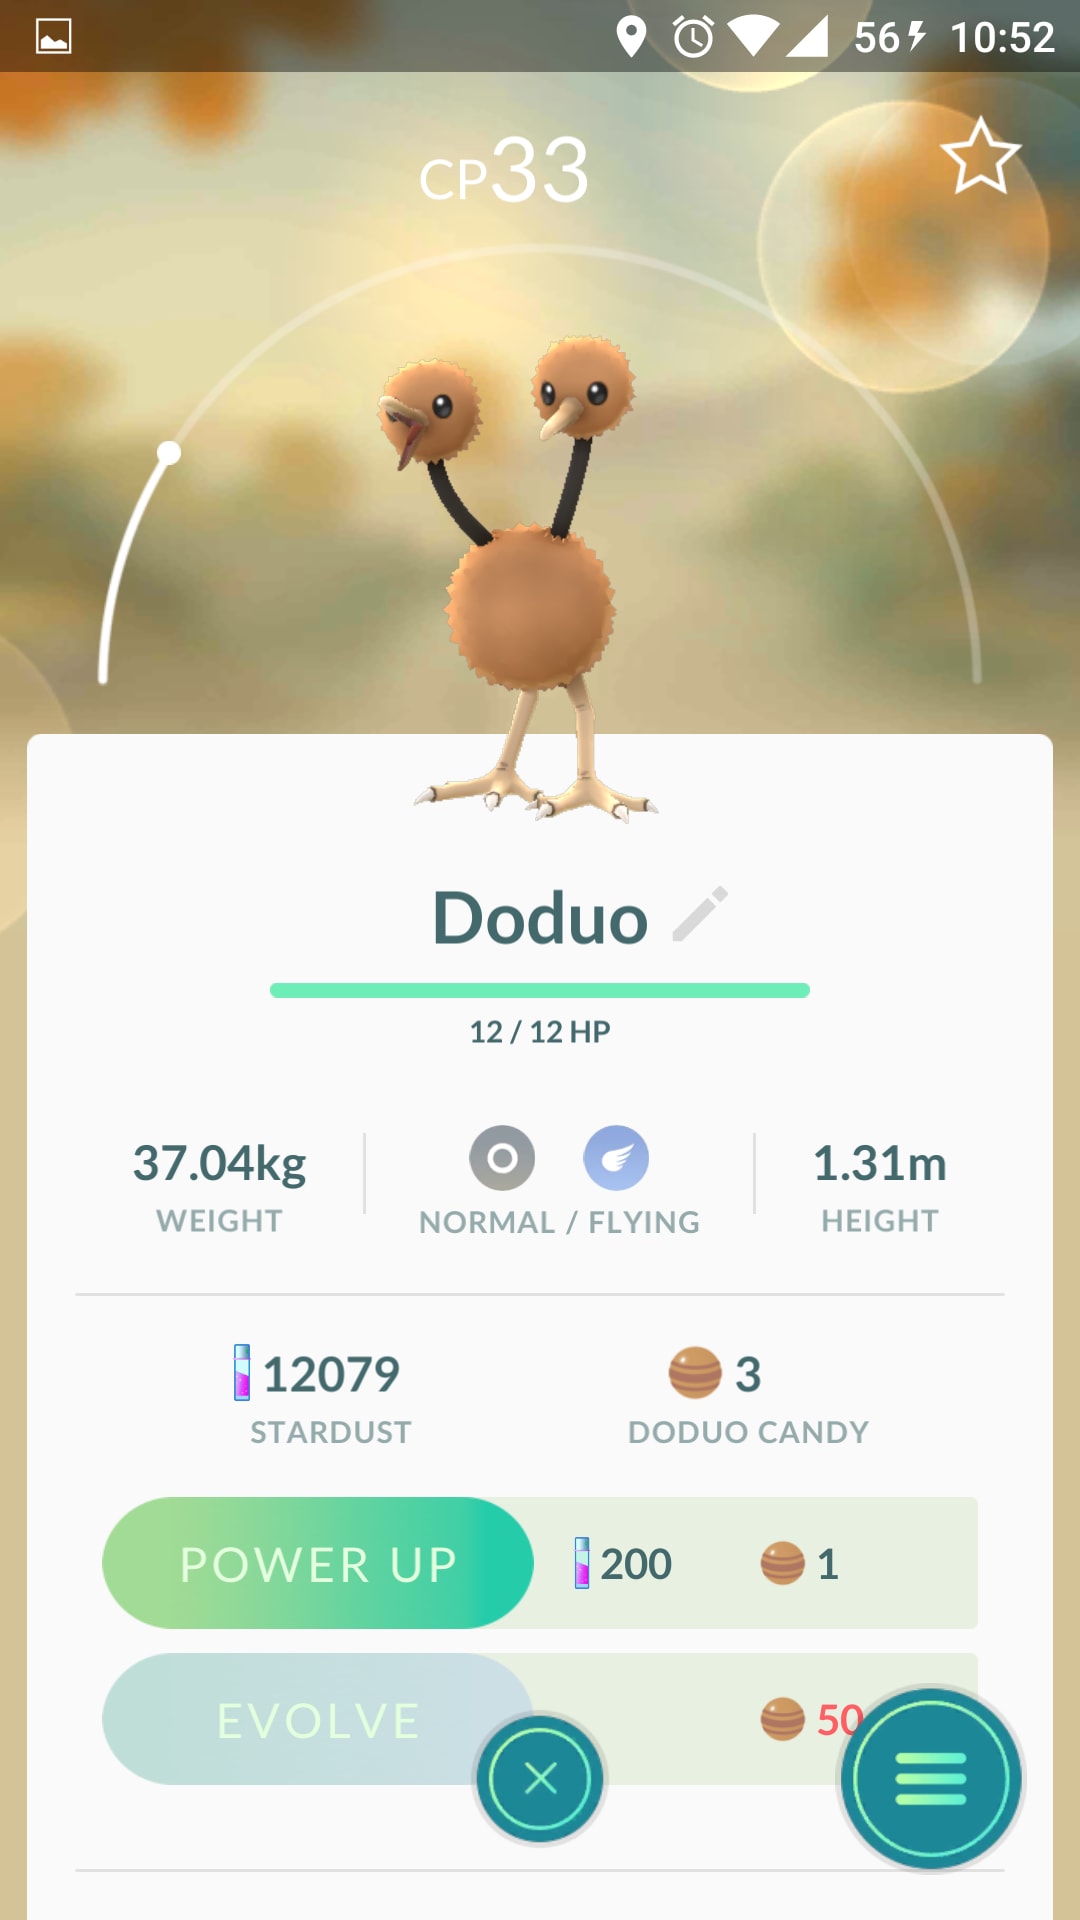 56 10:52
CP33
Doduo
12 / 12 HP
37.04kg
WEIGHT
NORMAL / FLYING
1.31m
HEIGHT
12079
STARDUST
3
DODUO CANDY
POWER UP 200 1
EVOLVE 50